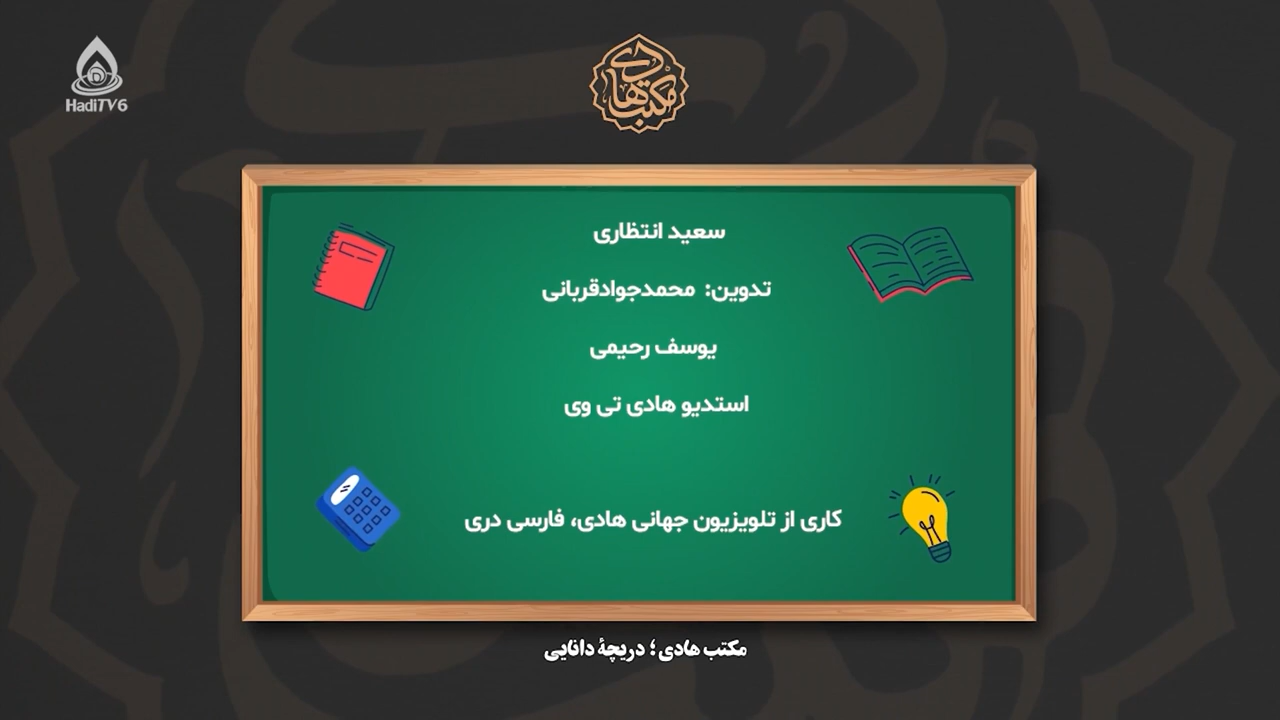 HadiTV6
مکتب هادی
سعید انتظاری
تدوین: محمدجوادقربانی
یوسف رحیمی
استدیو هادی تی وی
کاری از تلویزیون جهانی هادی، فارسی دری
مکتب هادی؛ دریچهٔ دانایی